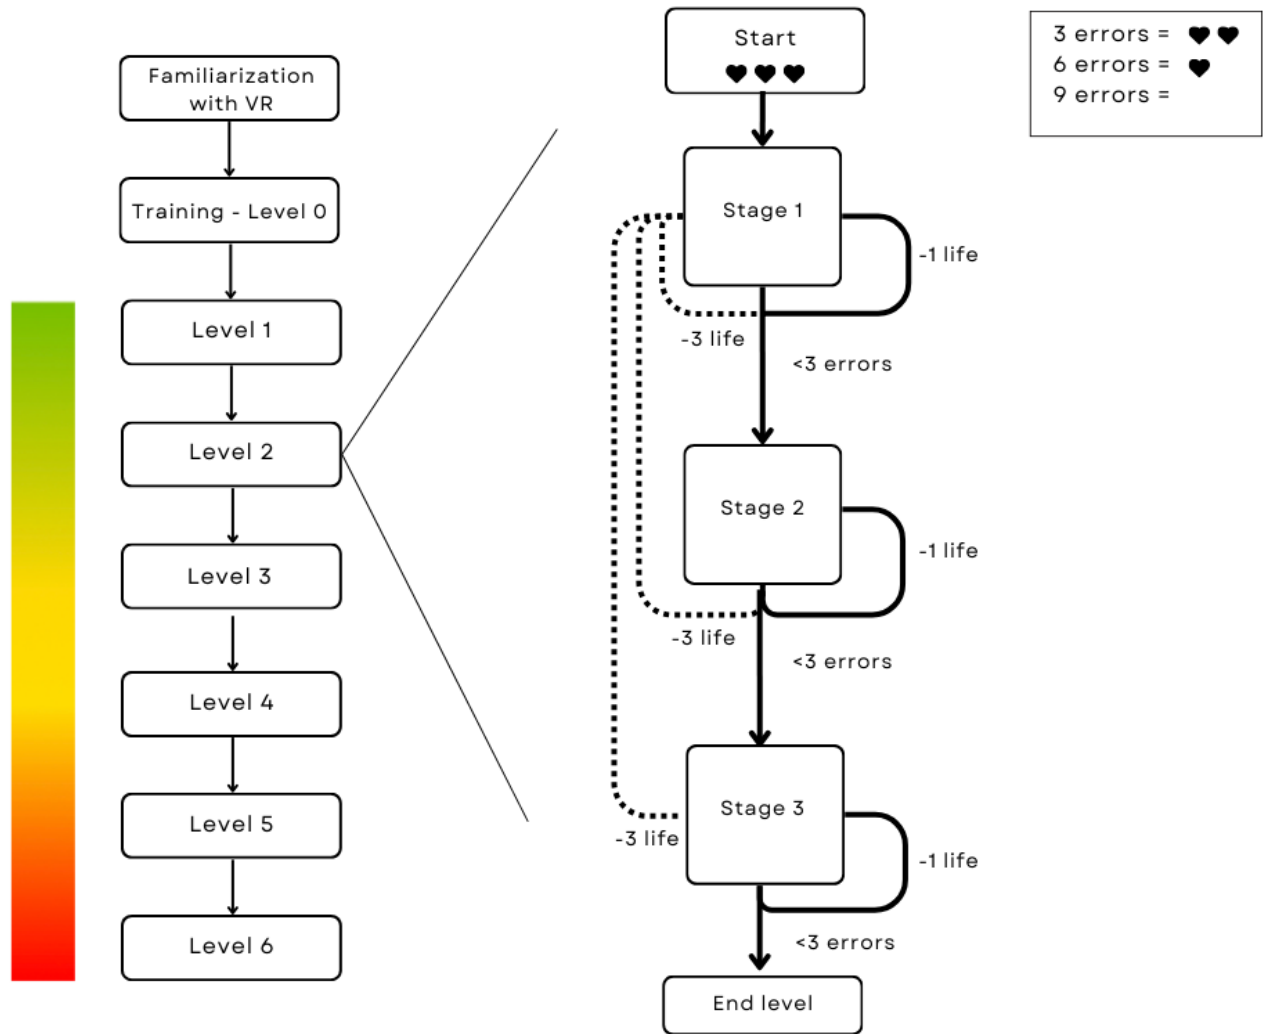 Familiarization
with VR
Training - Level 0
Level 1
Level 2
Level 3
Level 4
Level 5
Level 6
Start
Stage 1
-1 life
-3 life
<3 errors
Stage 2
-1 life
-3 life
<3 errors
Stage 3
-3 life
-1 life
<3 errors
End level
3 errors = ♥♥
6 errors = ♥
9 errors =